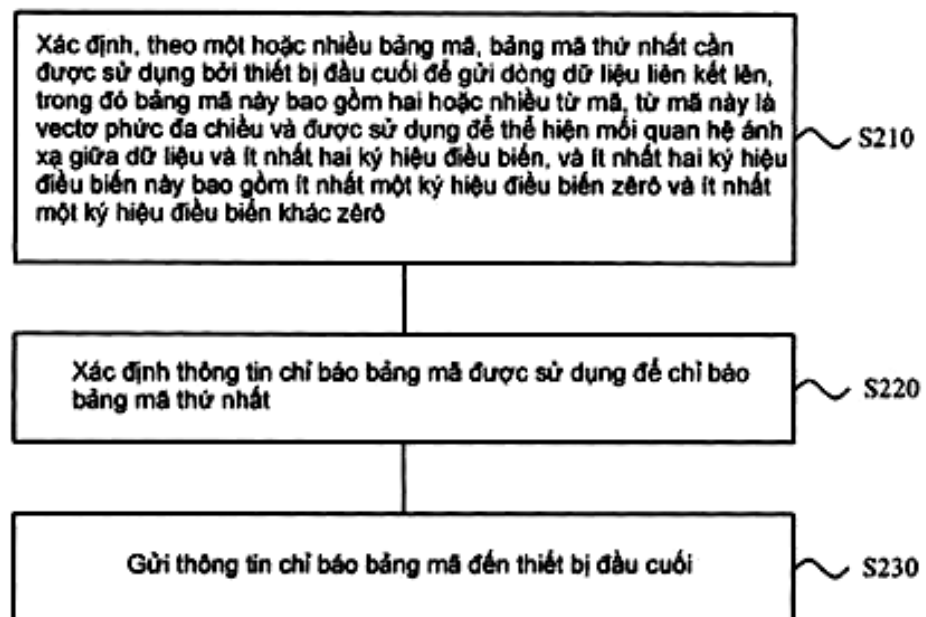 Xác định, theo một hoặc nhiều bảng mã, bảng mã thứ nhất cần
được sử dụng bởi thiết bị đầu cuối để gửi dòng dữ liệu liên kết lên,
trong đó bảng mã này bao gồm hai hoặc nhiều từ mã, từ mã này là
vectơ phức đa chiều và được sử dụng để thể hiện mối quan hệ ánh
xạ giữa dữ liệu và ít nhất hai ký hiệu điều biến, và ít nhất hai ký hiệu
điều biến này bao gồm ít nhất một ký hiệu điều biến zêrô và ít nhất
một ký hiệu điều biến khác zêrô
S210
Xác định thông tin chỉ báo bảng mã được sử dụng để chỉ báo
bảng mã thứ nhất
S220
Gửi thông tin chỉ báo bảng mã đến thiết bị đầu cuối
S230